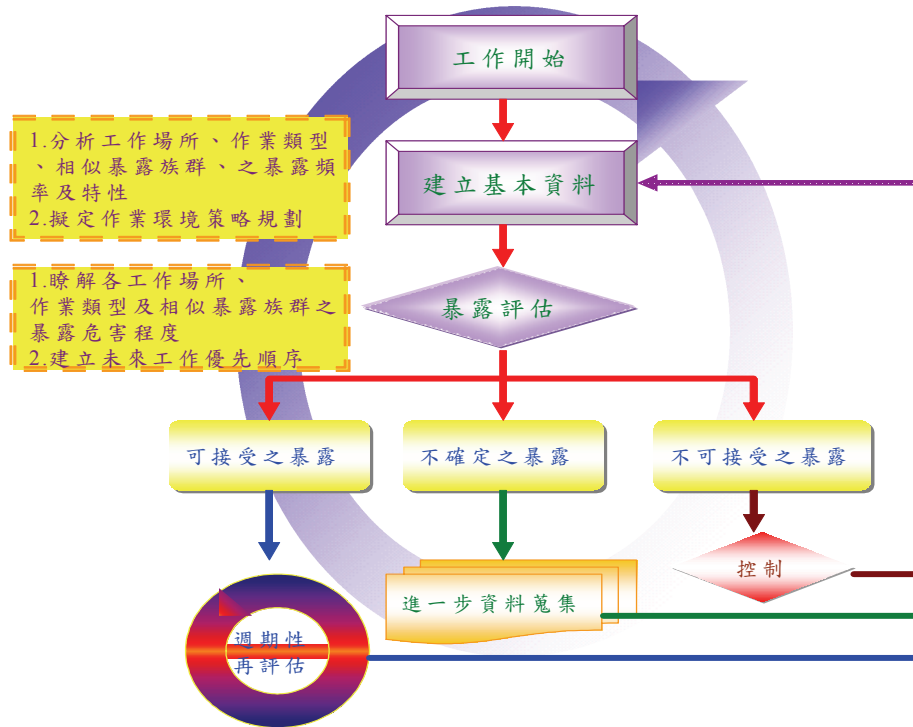 工作開始
1.分析工作場所、作業類型
、相似暴露族群、之暴露頻
率及特性
2.擬定作業環境策略規劃
建立基本資料
1.瞭解各工作場所、
作業類型及相似暴露族群之
暴露危害程度
2.建立未來工作優先順序
暴露評估
可接受之暴露
不確定之暴露
不可接受之暴露
控制
進一步資料蒐集
週期性
再評估